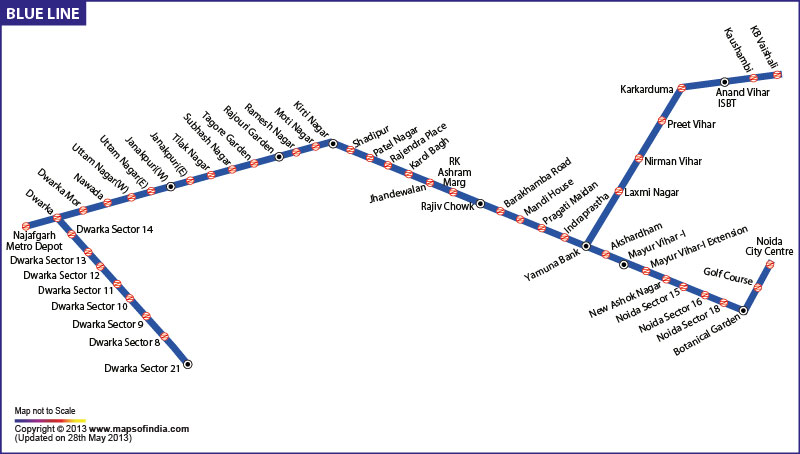 BLUE LINE
Najafgarh
Metro Depot
Dwarka
Dwarka Mor
Nawada
Uttam Nagar(W)
Uttam Nagar(E)
Janakpuri(W)
Janakpuri(E)
Tilak Nagar
Subhash Nagar
Tagore Garden
Rajouri Garden
Ramesh Nagar
Moti Nagar
Kirti Nagar
Shadipur
Patel Nagar
Rajendra Place
Karol Bagh
Jhandewalan
RK
Ashram
Marg
Rajiv Chowk
Barakhamba Road
Mandi House
Pragati Maidan
Indraprastha
Yamuna Bank
Laxmi Nagar
Nirman Vihar
Preet Vihar
Karkarduma
Anand Vihar
ISBT
Kaushambi
KB Vaishali
Akshardham
Mayur Vihar -I
Mayur Vihar-I Extension
New Ashok Nagar
Noida Sector 15
Noida Sector 16
Noida Sector 18
Botanical Garden
Golf Course
Noida
City Centre
Dwarka Sector 14
Dwarka Sector 13
Dwarka Sector 12
Dwarka Sector 11
Dwarka Sector 10
Dwarka Sector 9
Dwarka Sector 8
Dwarka Sector 21
Map not to Scale
Copyright © 2013 www.mapsofindia.com
(Updated on 28th May 2013)